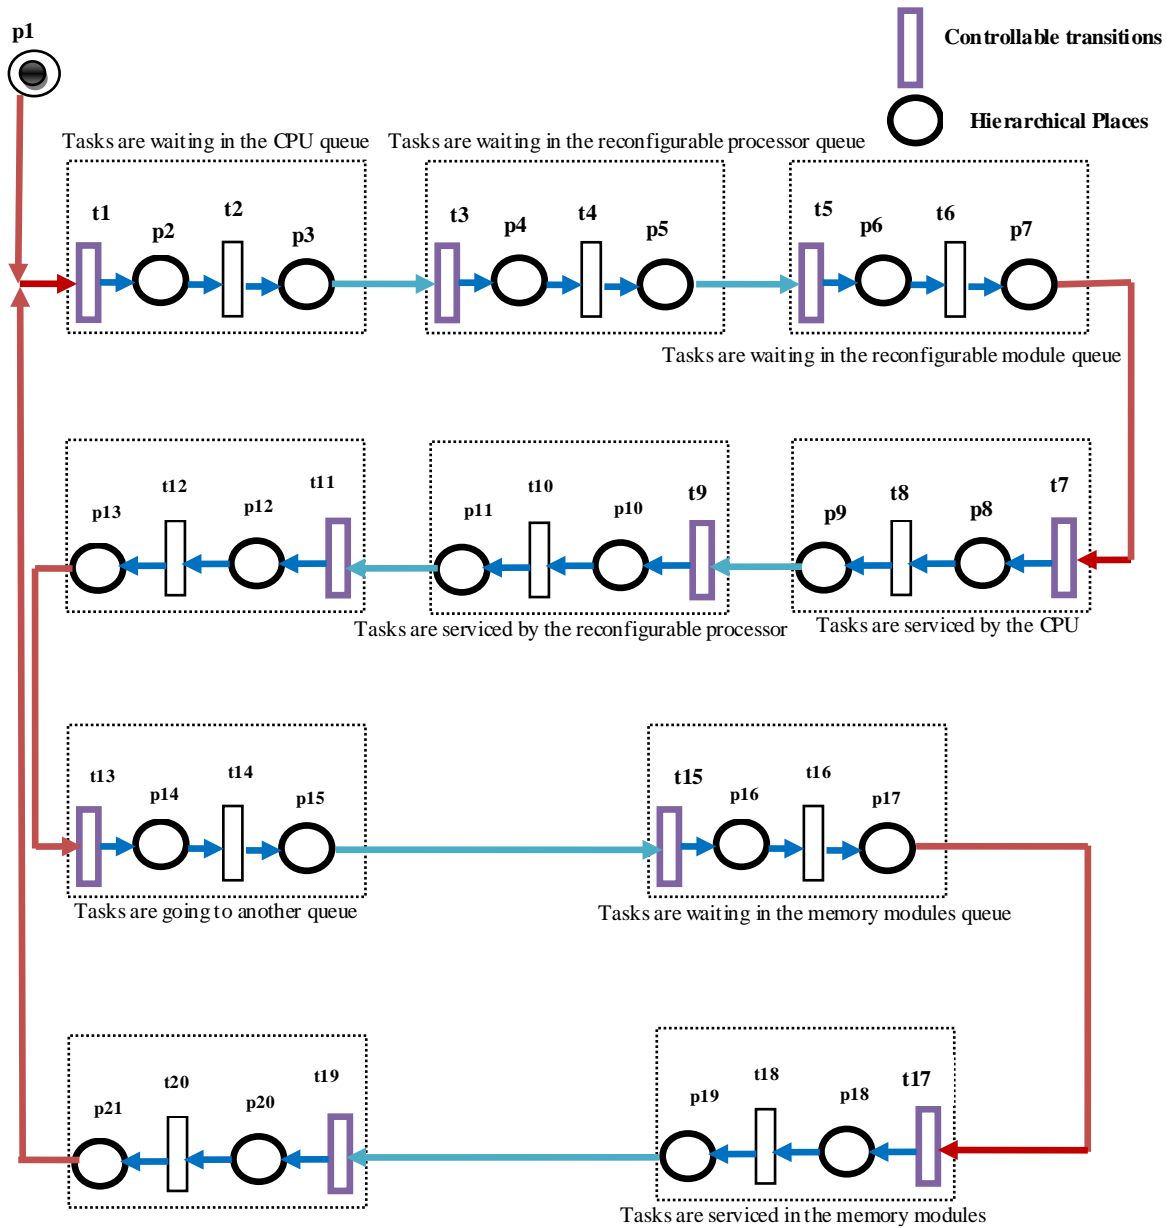 p1
Controllable transitions
Hierarchical Places
Tasks are waiting in the CPU queue
Tasks are waiting in the reconfigurable processor queue
t1 p2 t2 p3
t3 p4 t4 p5
t5 p6 t6 p7
Tasks are waiting in the reconfigurable module queue
p13 t12 p12 t11
p11 t10 p10 t9
p9 t8 p8 t7
Tasks are serviced by the reconfigurable processor
Tasks are serviced by the CPU
t13 p14 t14 p15
t15 p16 t16 p17
Tasks are going to another queue
Tasks are waiting in the memory modules queue
p21 t20 p20 t19
p19 t18 p18 t17
Tasks are serviced in the memory modules